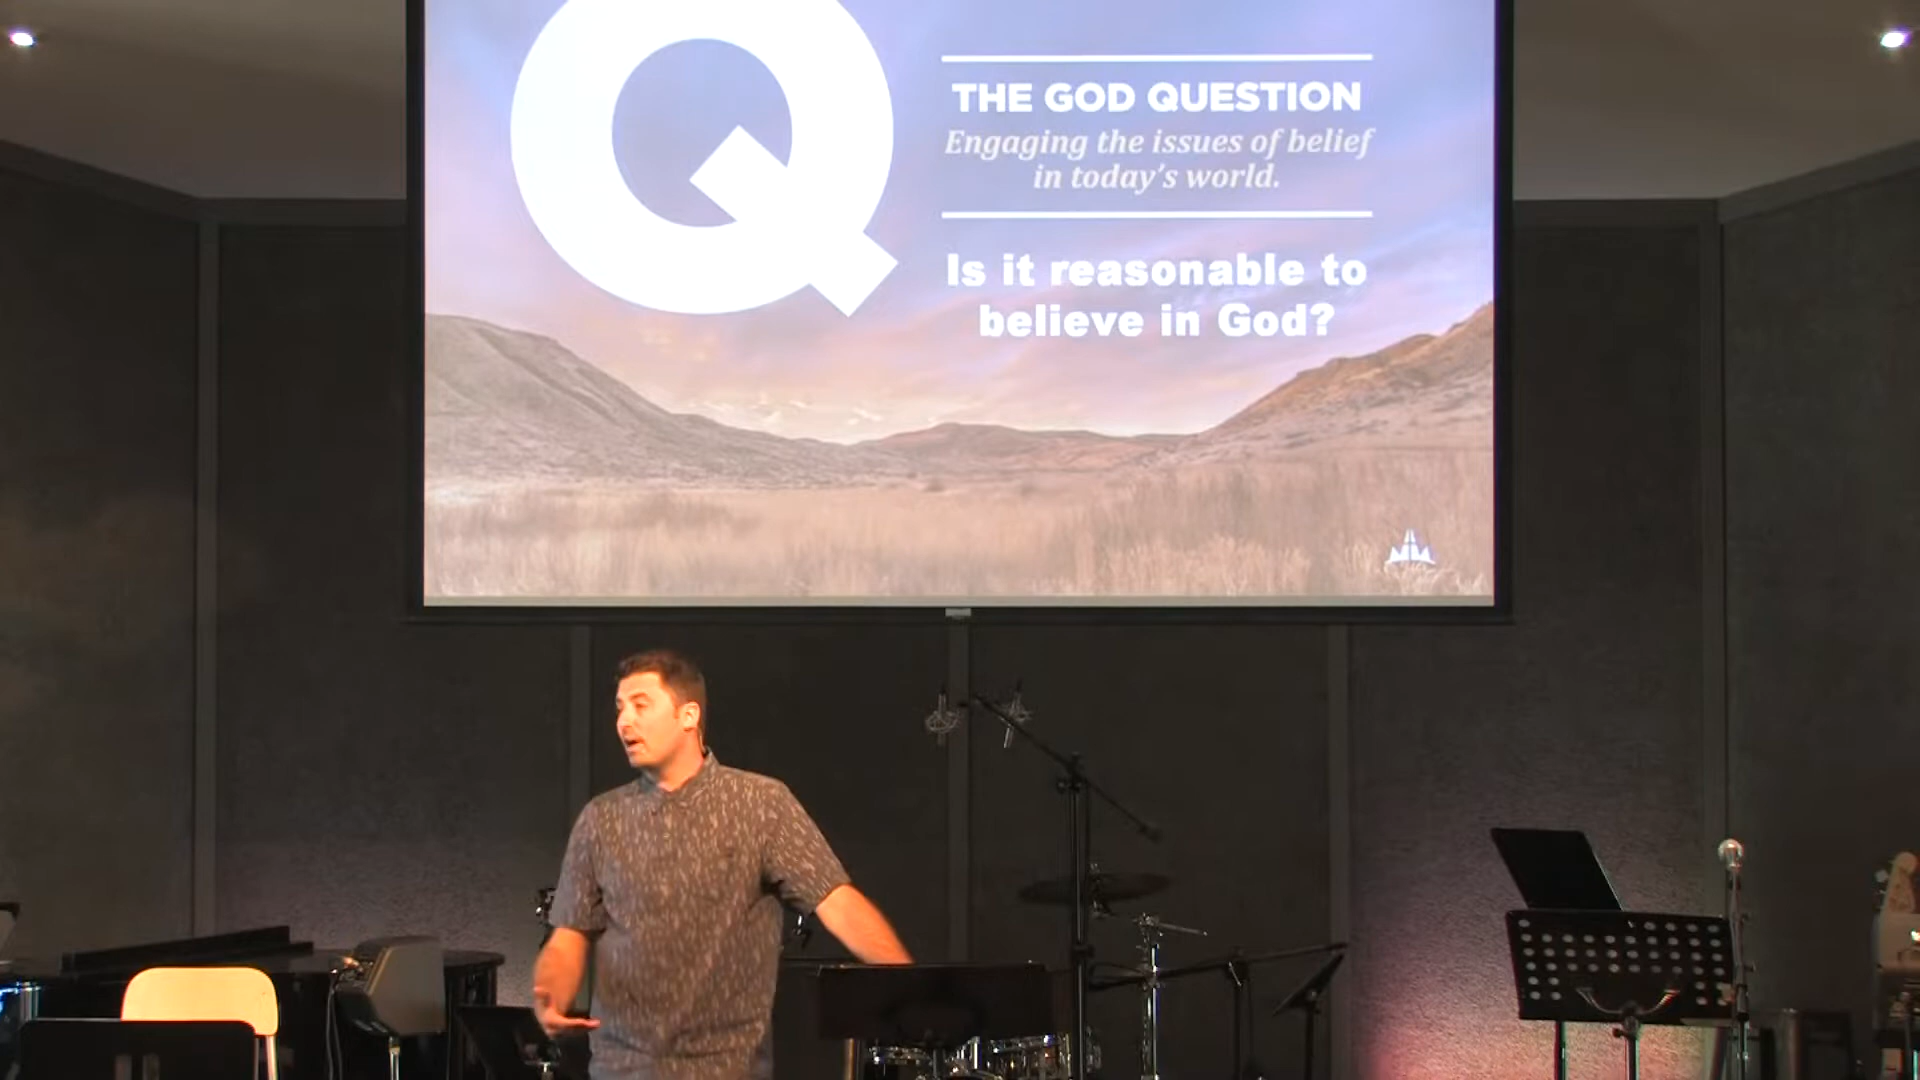 Q
THE GOD QUESTION
Engaging the issues of belief
in today's world.
Is it reasonable to
believe in God?